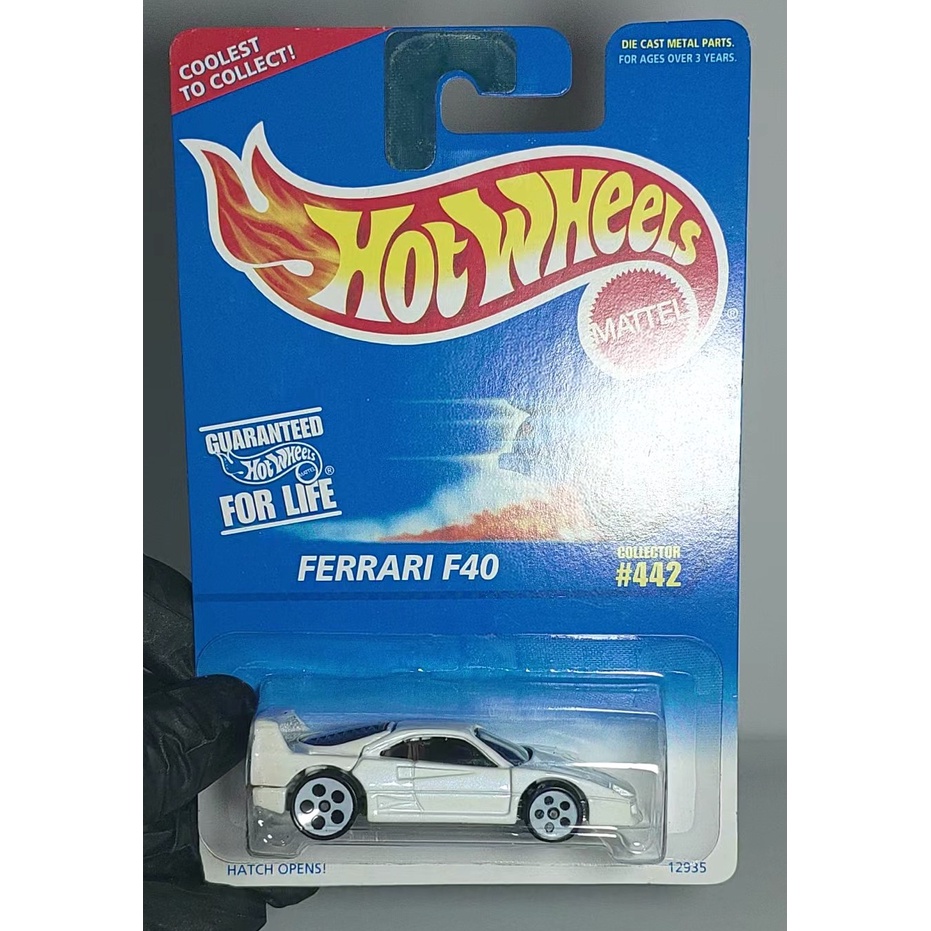 COOLEST
TO COLLECT!
DIE CAST METAL PARTS.
FOR AGES OVER 3 YEARS.
HOT WHEELS
MATTEL
®
GUARANTEED
HOT WHEELS
MATTEL
®
FOR LIFE
FERRARI F40
COLLECTOR
#442
HATCH OPENS!
12935